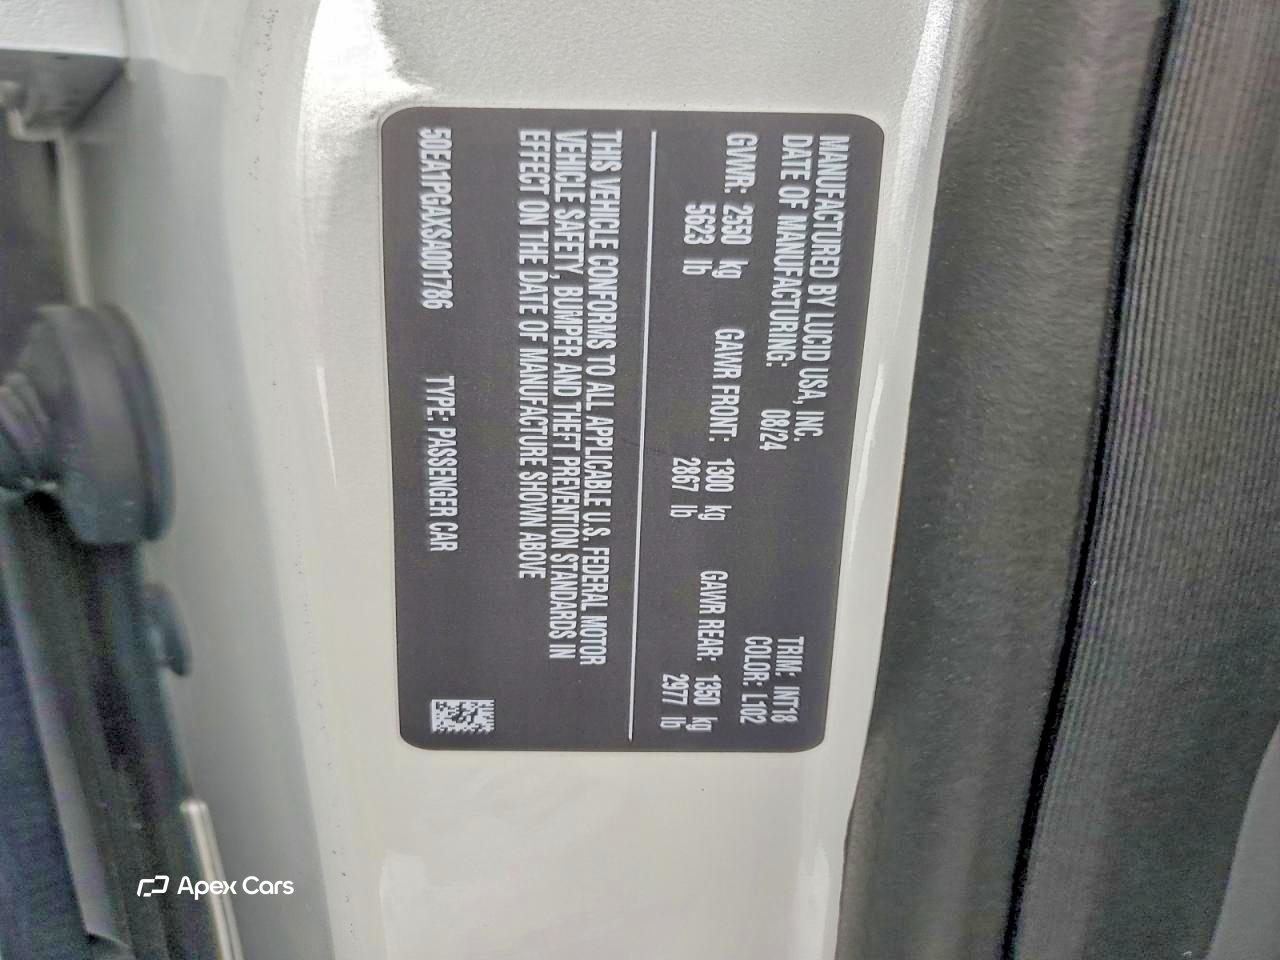 MANUFACTURED BY LUCID USA, INC.
DATE OF MANUFACTURING: 08/24
TRIM: INT18
COLOR: L102
GVWR: 2550 kg
5623 lb
GAWR FRONT: 1300 kg
2867 lb
GAWR REAR: 1350 kg
2977 lb
THIS VEHICLE CONFORMS TO ALL APPLICABLE U.S. FEDERAL MOTOR
VEHICLE SAFETY, BUMPER AND THEFT PREVENTION STANDARDS IN
EFFECT ON THE DATE OF MANUFACTURE SHOWN ABOVE
50EA1PGAXSA001786 TYPE: PASSENGER CAR
Apex Cars